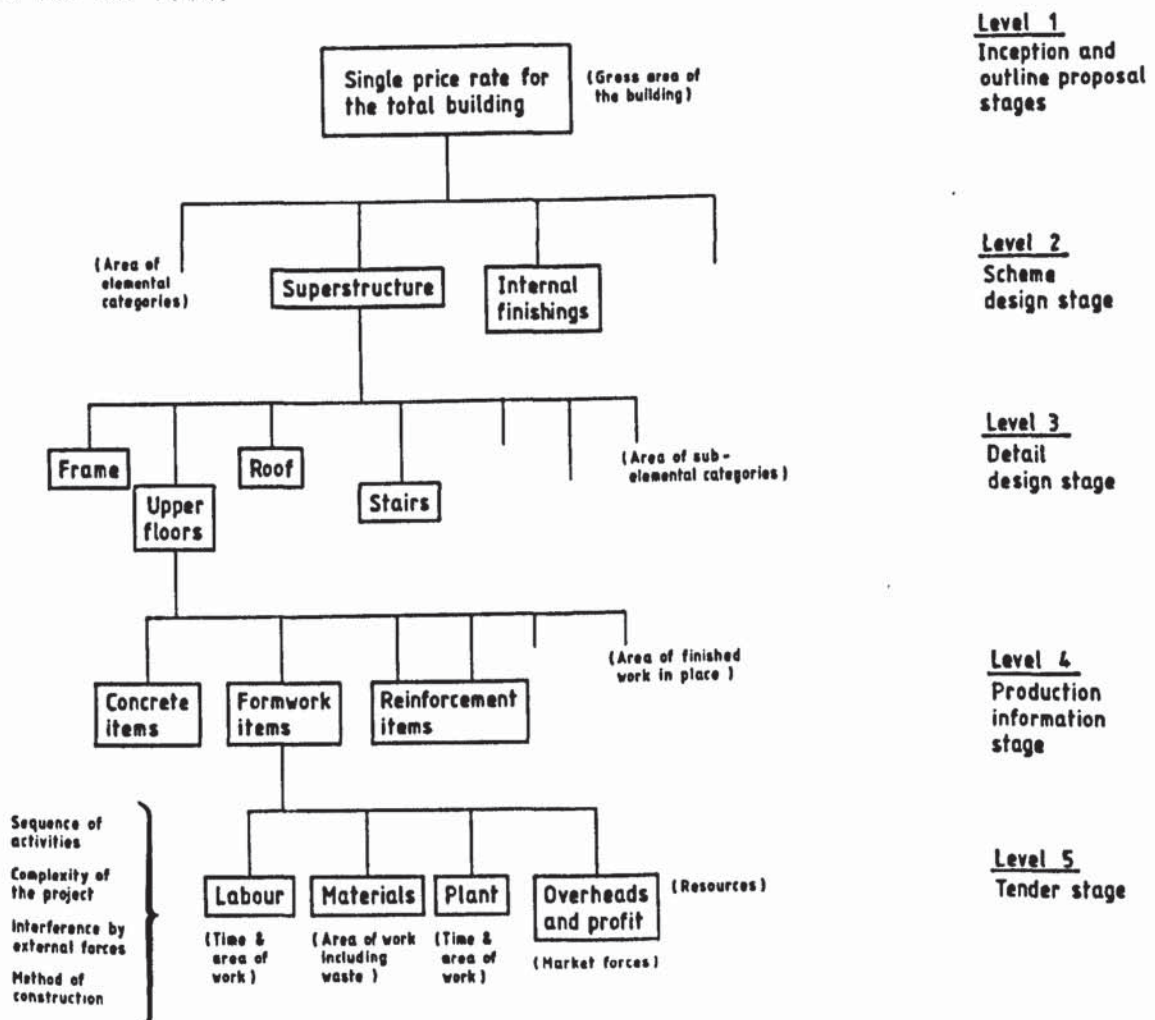 Level 1
Inception and
outline proposal
stages
Single price rate for
the total building
(Gross area of
the building)
Level 2
Scheme
design stage
(Area of
elemental
categories)
Superstructure
Internal
finishings
Level 3
Detail
design stage
Frame
Upper
floors
Roof
Stairs
(Area of sub-
elemental categories)
Level 4
Production
information
stage
Concrete
items
Formwork
items
Reinforcement
items
(Area of finished
work in place)
Level 5
Tender stage
Sequence of
activities
Complexity of
the project
Interference by
external forces
Method of
construction
Labour
(Time &
area of
work)
Materials
(Area of work
including
waste)
Plant
(Time &
area of
work)
Overheads
and profit
(Resources)
(Market forces)